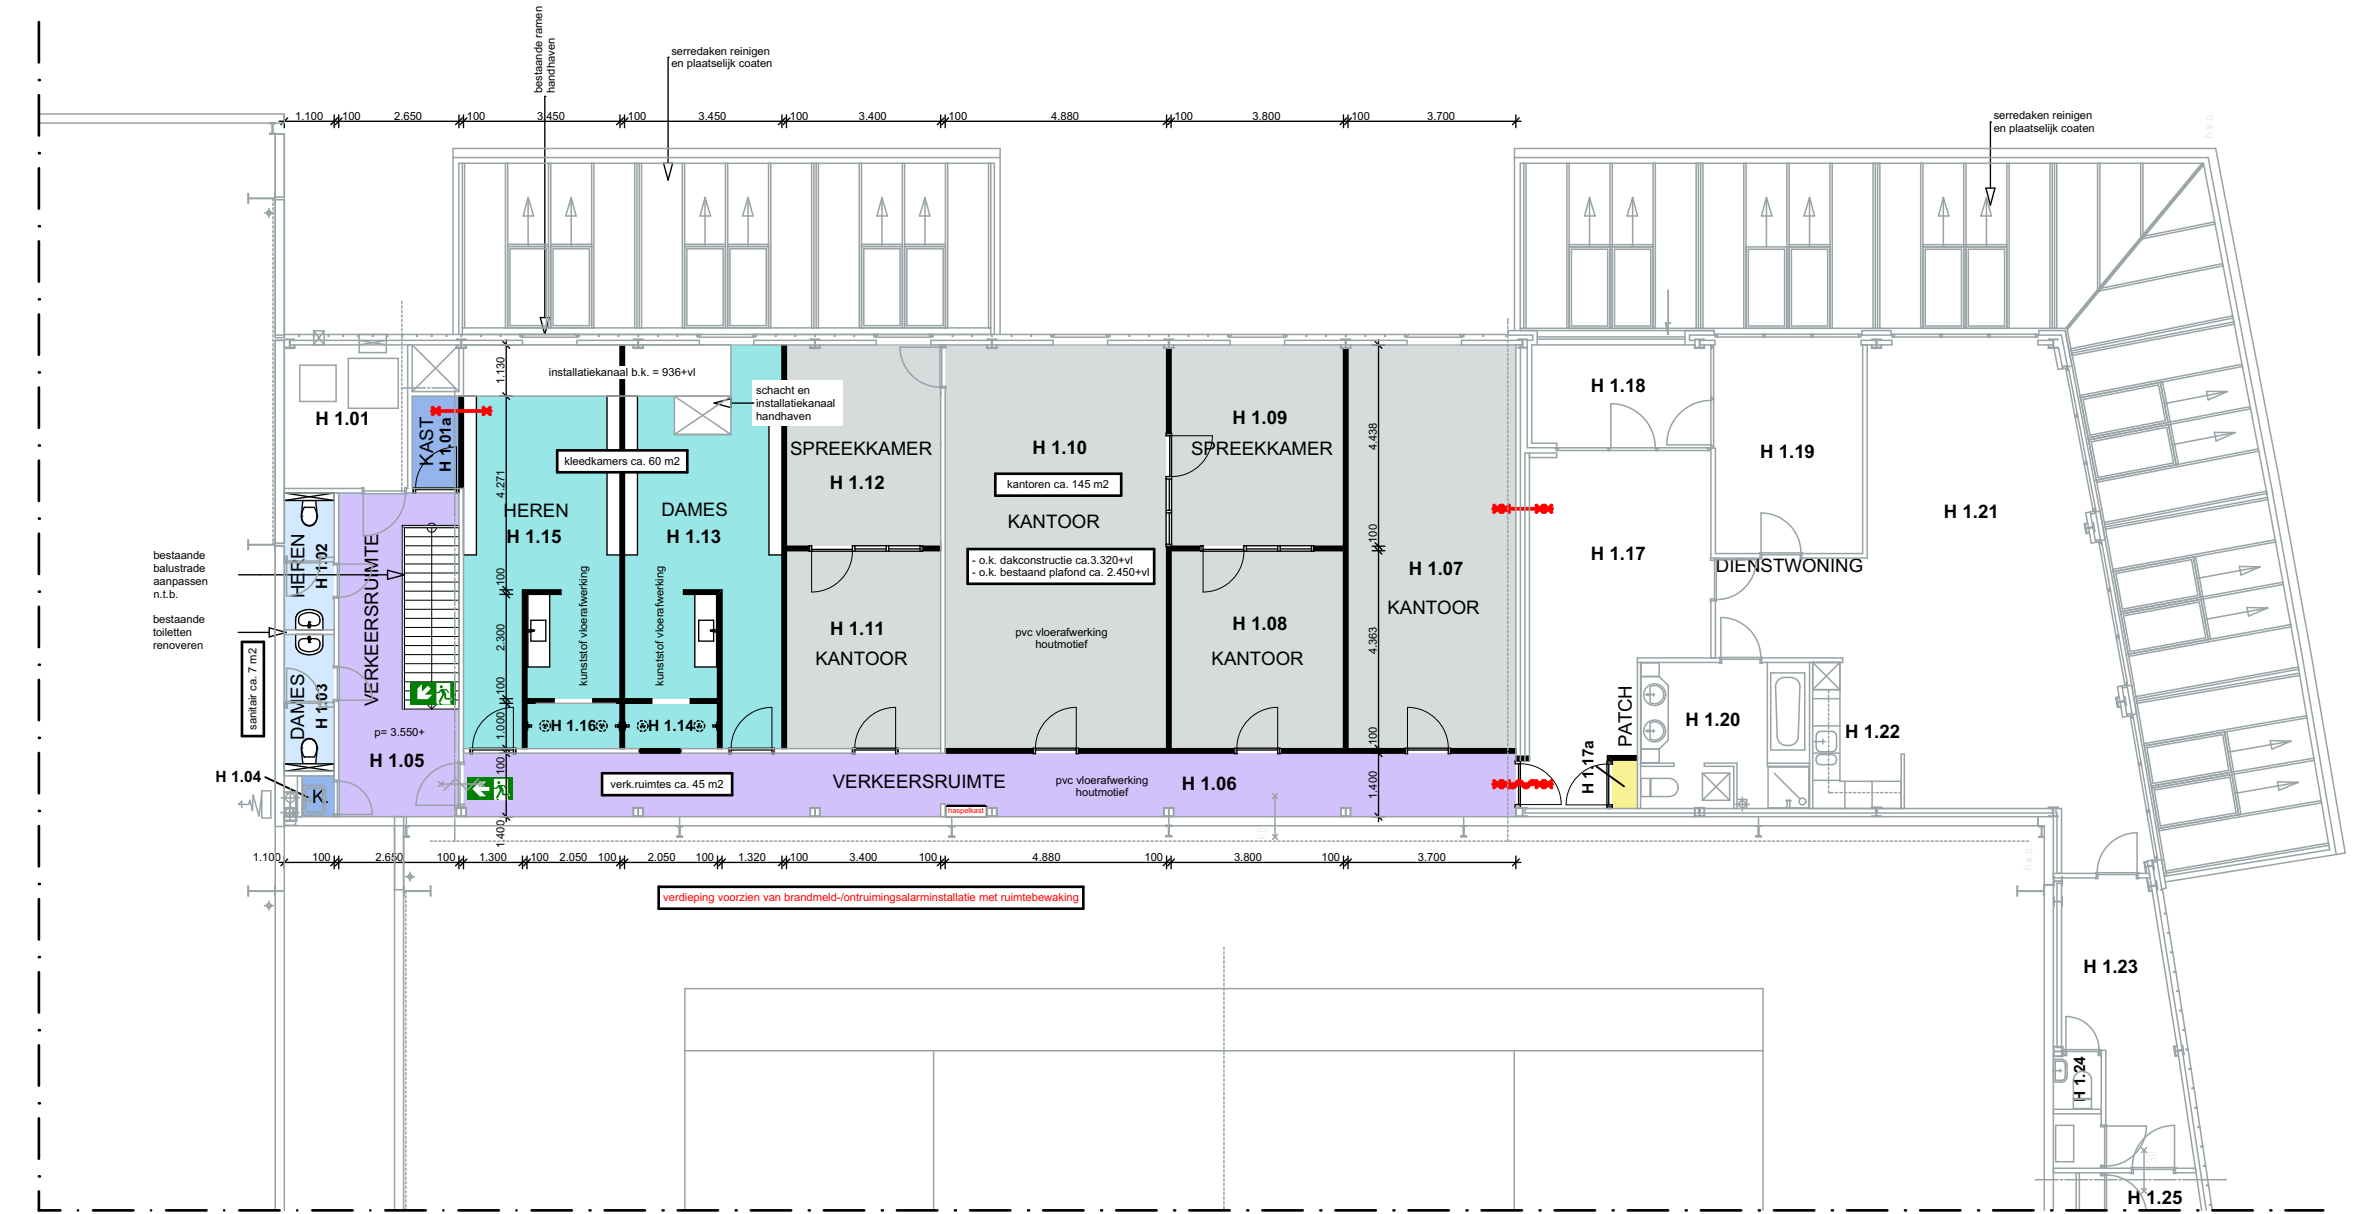 bestaande ramen
handhaven
serredaken reinigen
en plaatselijk coaten
serredaken reinigen
en plaatselijk coaten
h.w.a.
1.100
100
2.650
100
3.450
100
3.450
100
3.400
100
4.880
100
3.800
100
3.700
1.130
installatiekanaal b.k. = 936+vl
schacht en
installatiekanaal
handhaven
H 1.01
KAST
H 1.01a
kleedkamers ca. 60 m2
4.271
HEREN
H 1.15
DAMES
H 1.13
SPREEKKAMER
H 1.12
H 1.10
kantoren ca. 145 m2
KANTOOR
- o.k. dakconstructie ca.3.320+vl
- o.k. bestaand plafond ca. 2.450+vl
H 1.09
SPREEKKAMER
4.438
100
H 1.07
KANTOOR
H 1.18
H 1.19
H 1.17
DIENSTWONING
H 1.21
bestaande
balustrade
aanpassen
n.t.b.
bestaande
toiletten
renoveren
sanitair ca. 7 m2
HEREN
H 1.02
DAMES
H 1.03
VERKEERSRUIMTE
p= 3.550+
H 1.05
100
2.300
100
1.000
100
kunststof vloerafwerking
kunststof vloerafwerking
H 1.16
H 1.14
H 1.11
KANTOOR
pvc vloerafwerking
houtmotief
H 1.08
KANTOOR
4.363
100
1.400
PATCH
H 1.17a
H 1.20
H 1.22
H 1.04
K.
verk.ruimtes ca. 45 m2
VERKEERSRUIMTE
pvc vloerafwerking
houtmotief
H 1.06
haspelkast
1.400
1.100
100
2.650
100
1.300
100
2.050
100
2.050
100
1.320
100
3.400
100
4.880
100
3.800
100
3.700
h.w.a.
verdieping voorzien van brandmeld-/ontruimingsalarminstallatie met ruimtebewaking
H 1.23
H 1.24
H 1.25